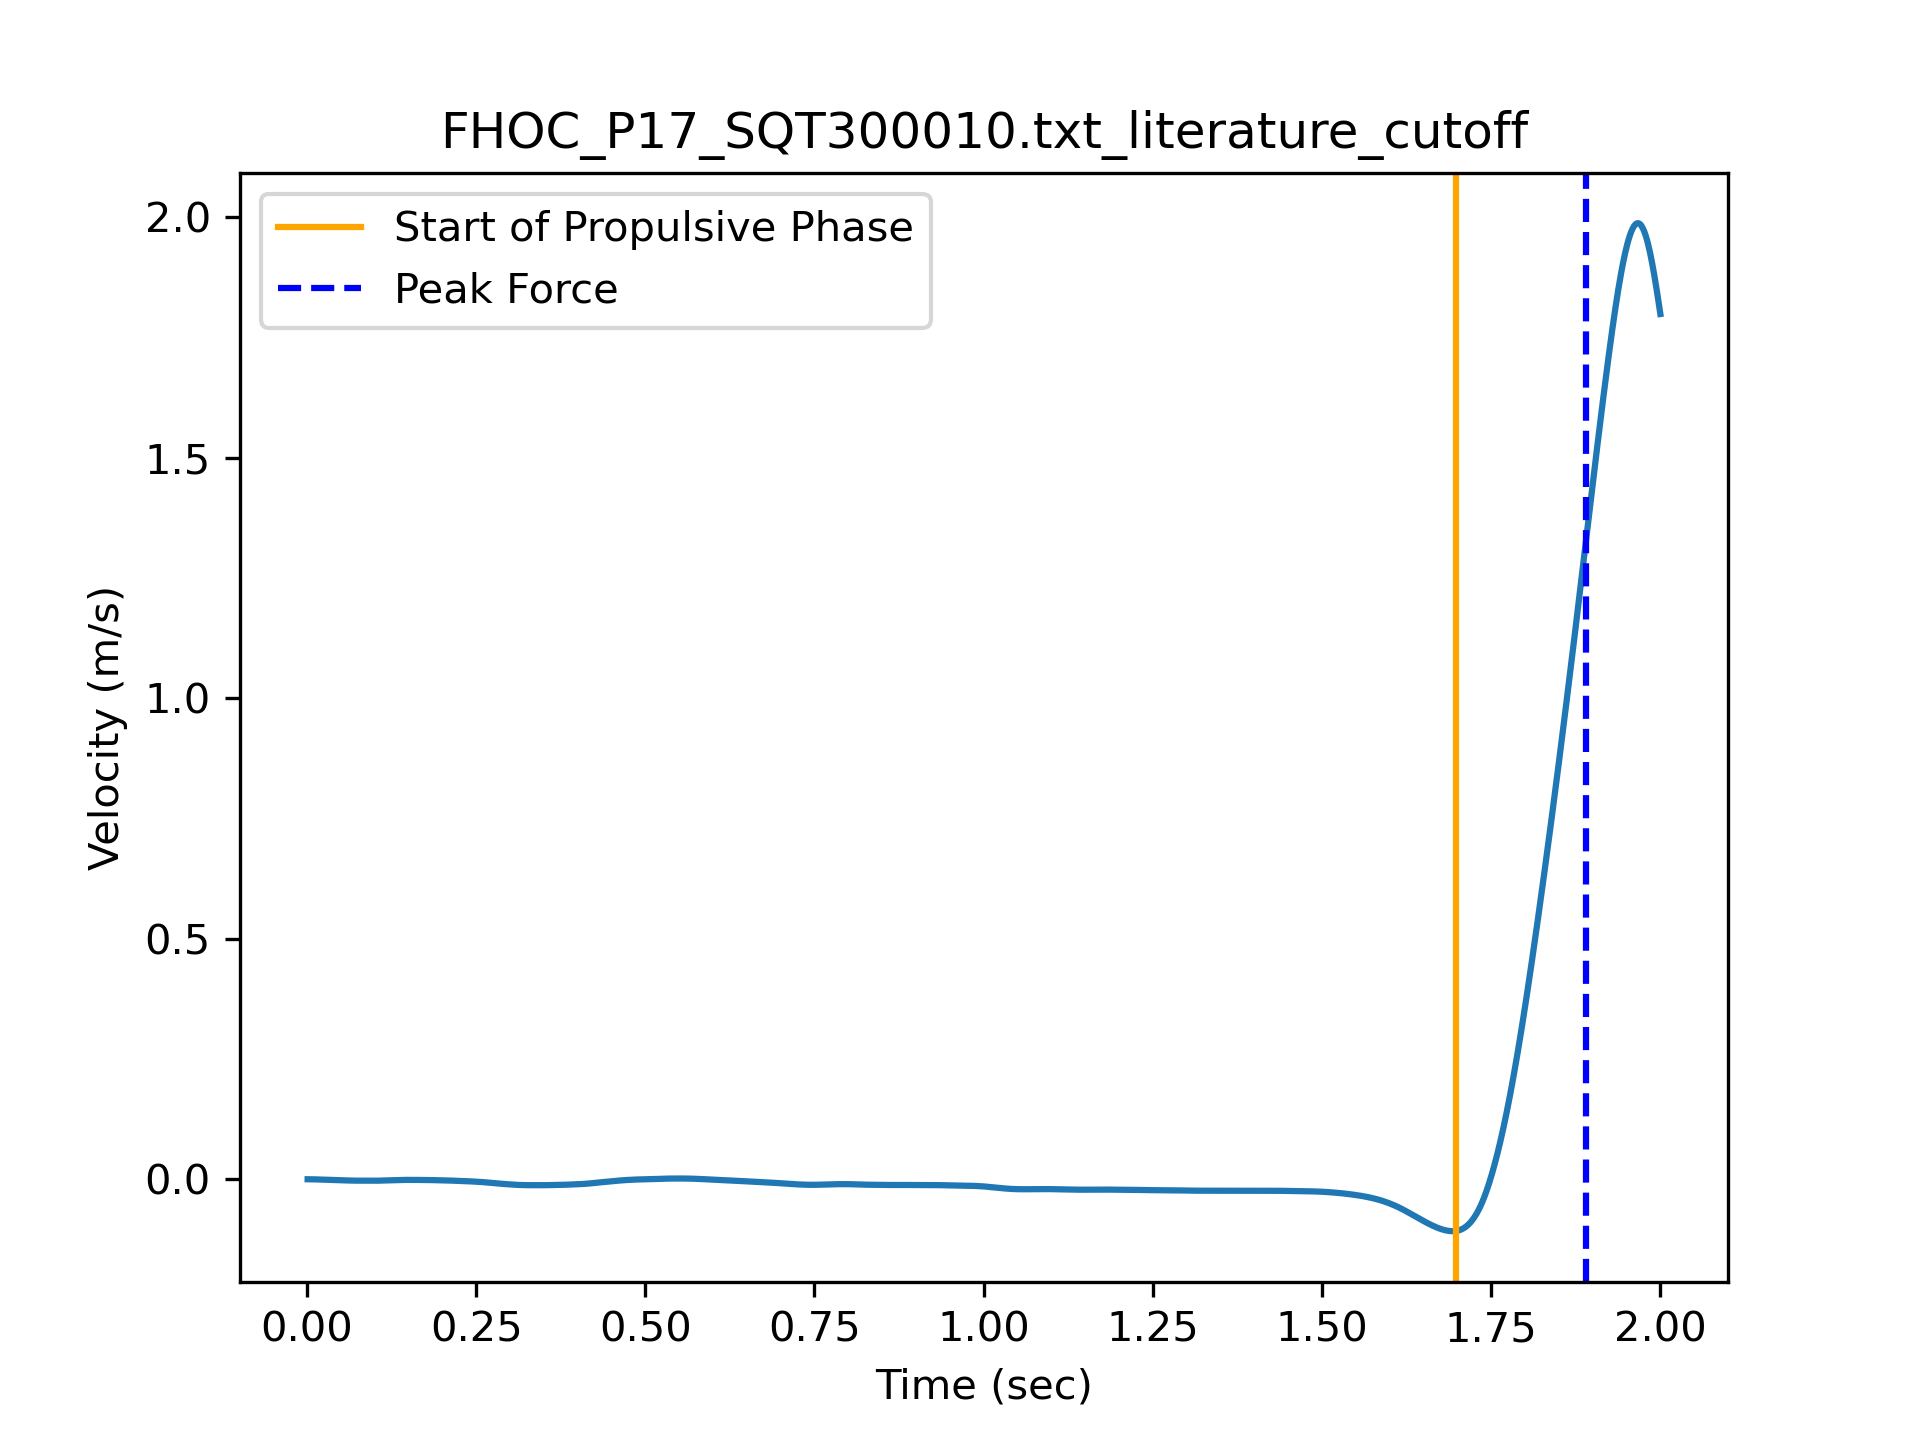 FHOC_P17_SQT300010.txt_literature_cutoff
Start of Propulsive Phase
Peak Force
2.0
1.5
1.0
0.5
0.0
Velocity (m/s)
0.00 0.25 0.50 0.75 1.00 1.25 1.50 1.75 2.00
Time (sec)